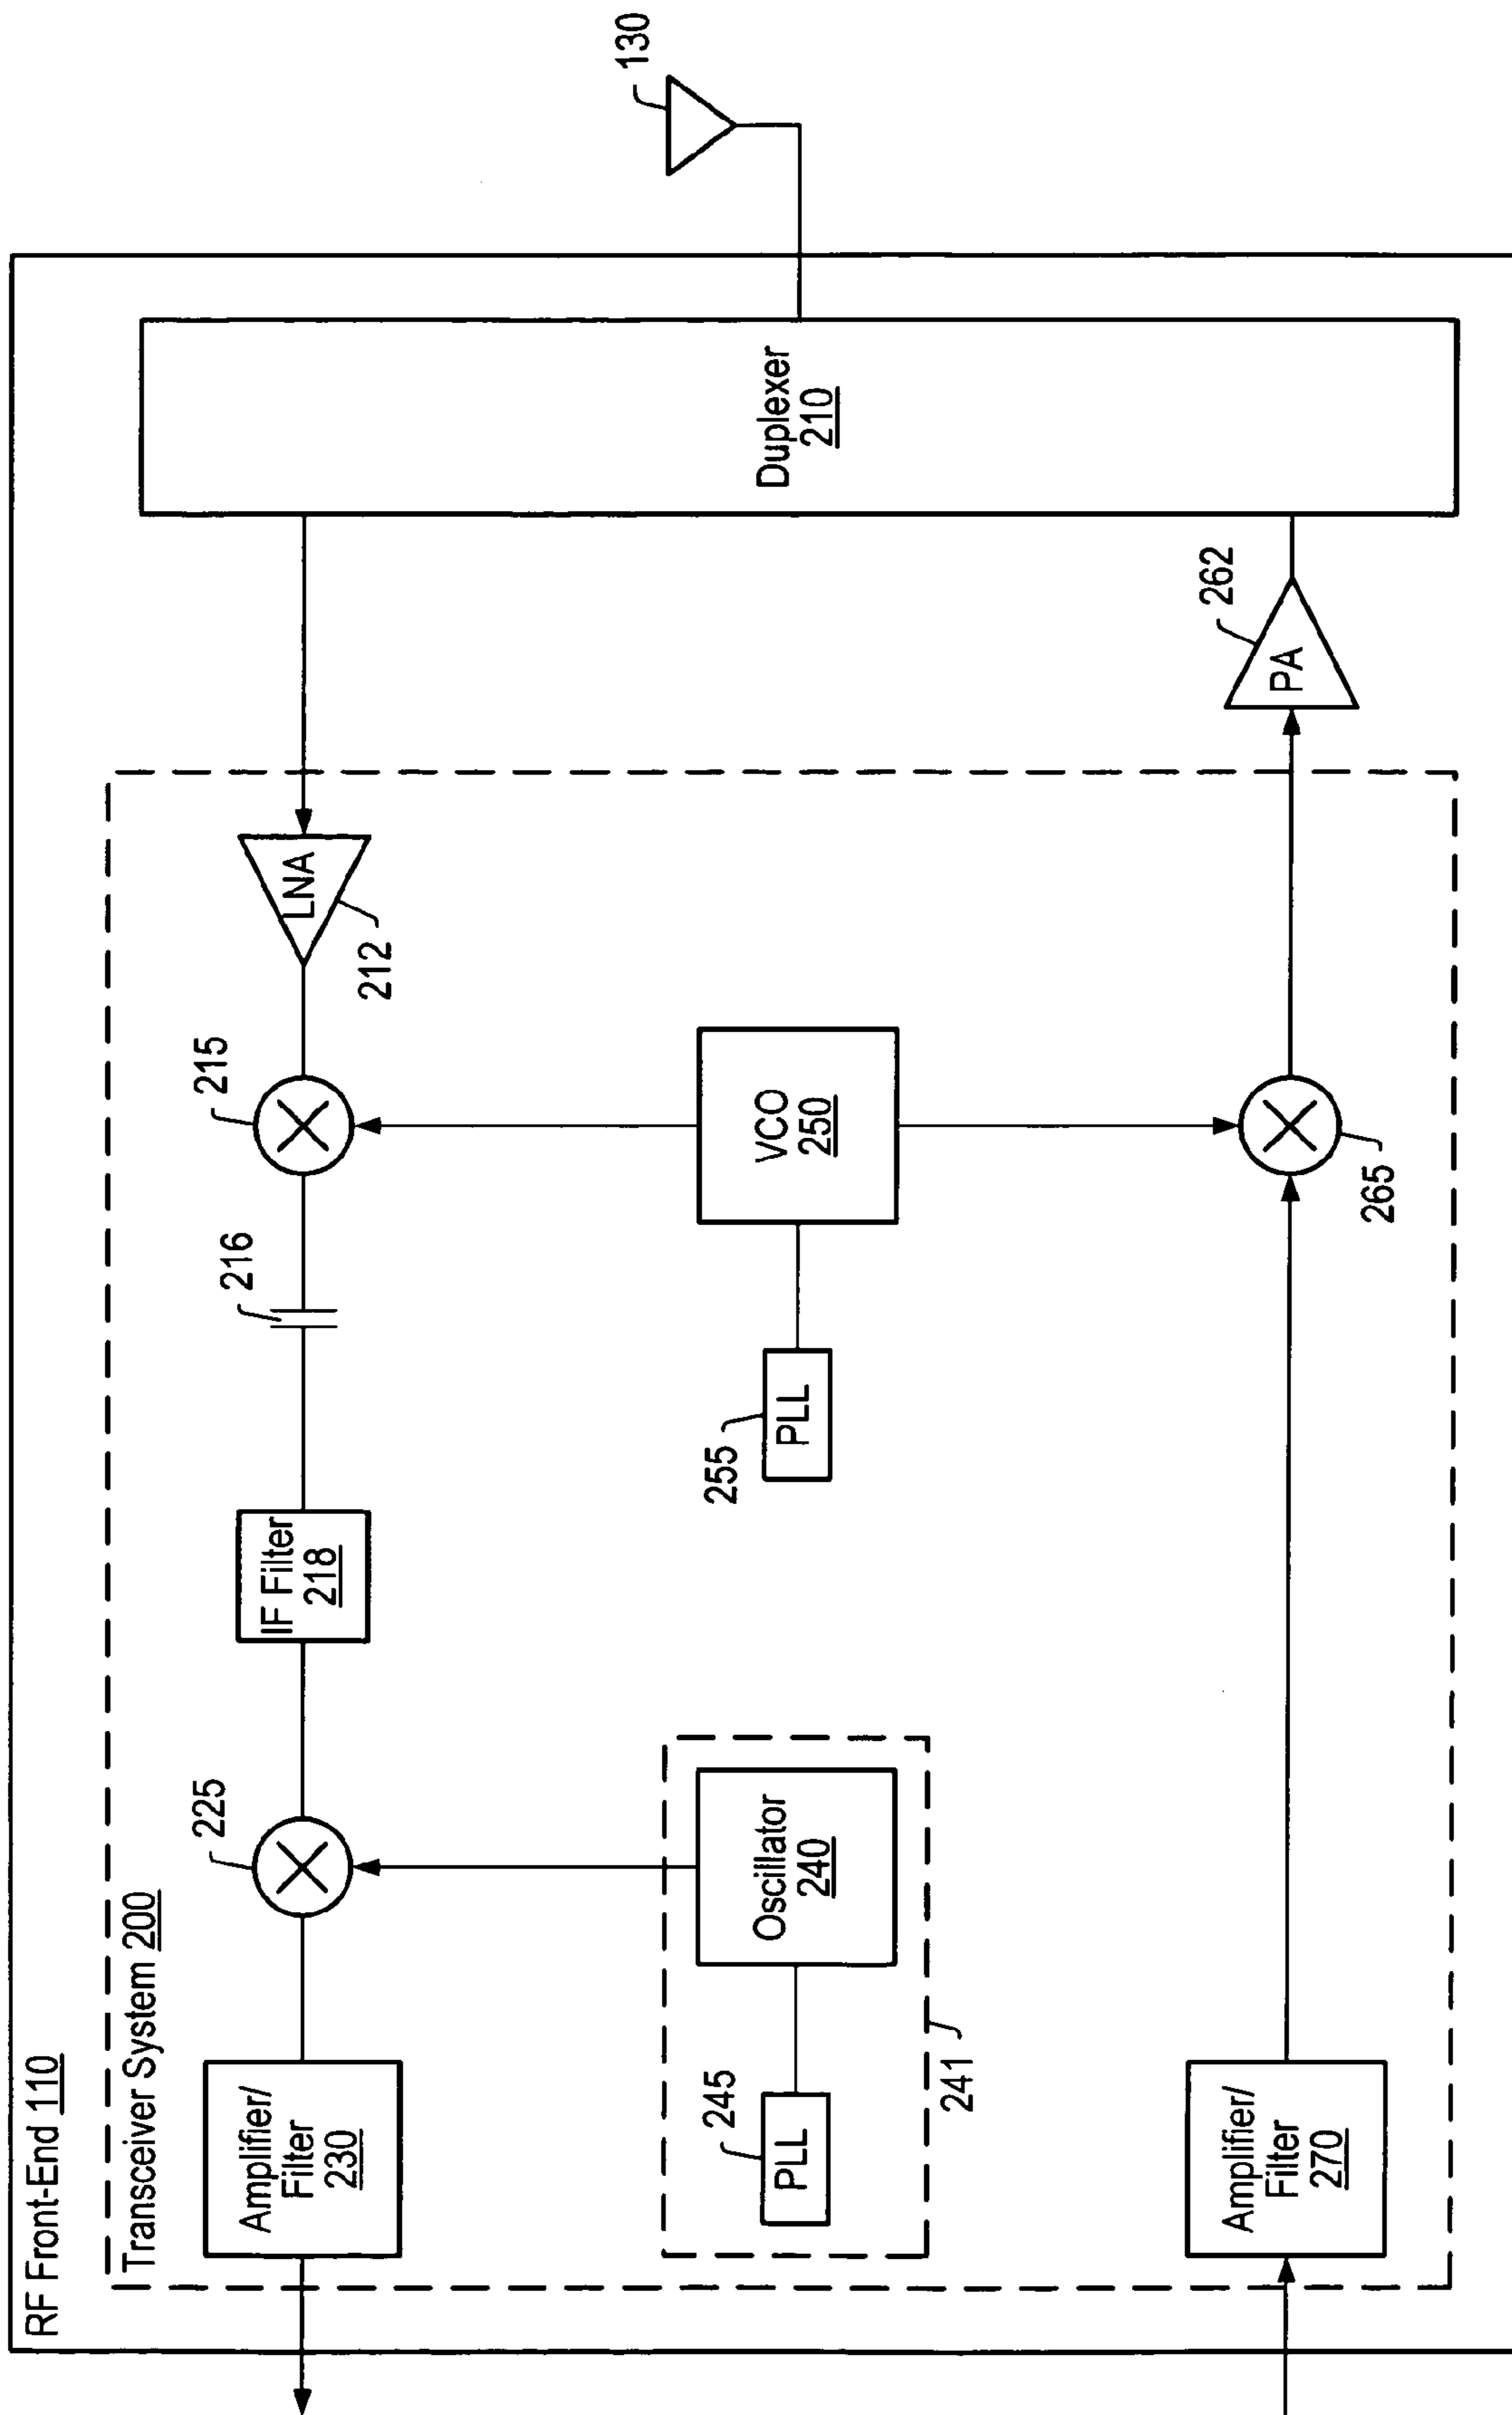 RF Front-End 110
Transceiver System 200
Amplifier/
Filter
230
225
IF Filter
218
216
215
LNA
212
130
Duplexer
210
245
PLL
Oscillator
240
241
255
PLL
VCO
250
Amplifier/
Filter
270
265
PA
262